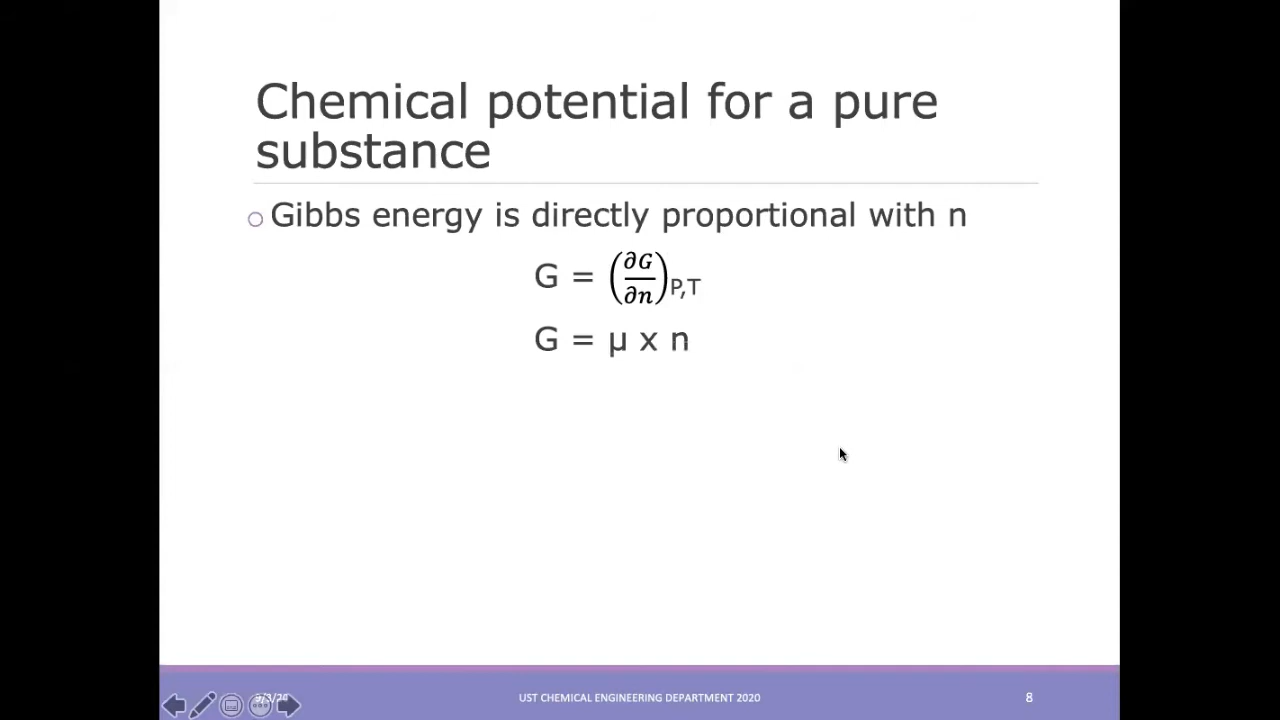 Chemical potential for a pure
substance
Gibbs energy is directly proportional with n
G = (∂G/∂n)P,T
G = µ x n
UST CHEMICAL ENGINEERING DEPARTMENT 2020
8